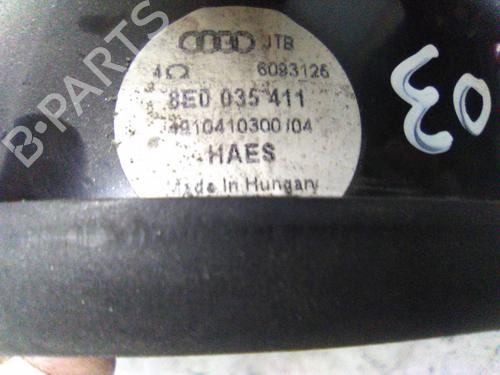 JTB
4Ω 6093126
8E0 035 411
4910410300/04
HAES
Made In Hungary
03
B-PARTS